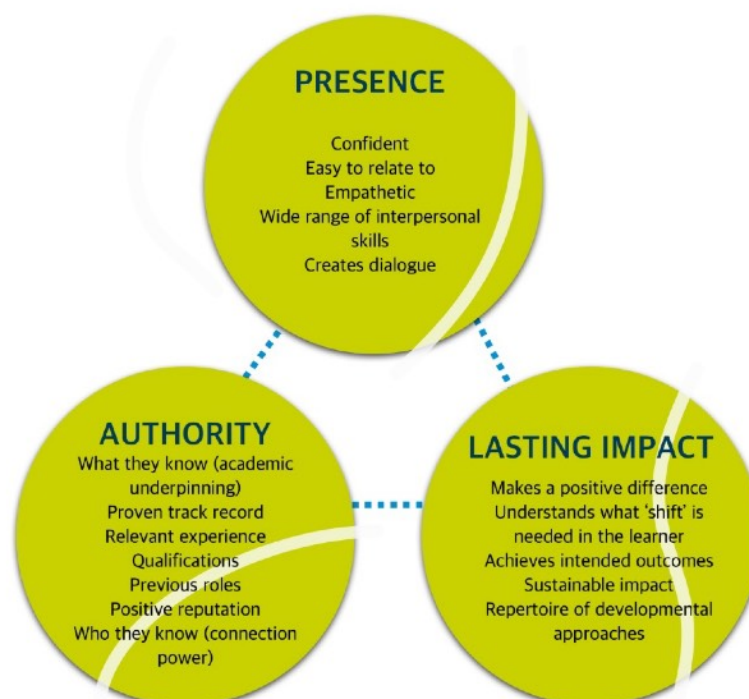 PRESENCE
Confident
Easy to relate to
Empathetic
Wide range of interpersonal
skills
Creates dialogue
AUTHORITY
What they know (academic
underpinning)
Proven track record
Relevant experience
Qualifications
Previous roles
Positive reputation
Who they know (connection
power)
LASTING IMPACT
Makes a positive difference
Understands what ‘shift’ is
needed in the learner
Achieves intended outcomes
Sustainable impact
Repertoire of developmental
approaches